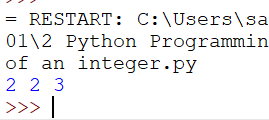 = RESTART: C:\Users\sa
01\2 Python Programmin
of an integer.py
2 2 3
>>>